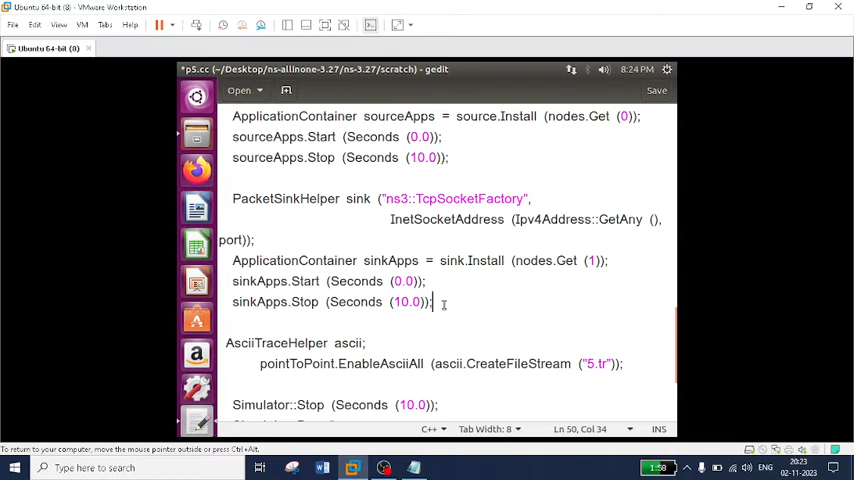 Ubuntu 64-bit (8) - VMware Workstation
File Edit View VM Tabs Help
Ubuntu 64-bit (8)
*p5.cc (~/Desktop/ns-allinone-3.27/ns-3.27/scratch) - gedit 8:24 PM
Open Save
ApplicationContainer sourceApps = source.Install (nodes.Get (0));
sourceApps.Start (Seconds (0.0));
sourceApps.Stop (Seconds (10.0));
PacketSinkHelper sink ("ns3::TcpSocketFactory",
InetSocketAddress (Ipv4Address::GetAny (),
port));
ApplicationContainer sinkApps = sink.Install (nodes.Get (1));
sinkApps.Start (Seconds (0.0));
sinkApps.Stop (Seconds (10.0));
AsciiTraceHelper ascii;
pointToPoint.EnableAsciiAll (ascii.CreateFileStream ("5.tr"));
Simulator::Stop (Seconds (10.0));
C++ Tab Width: 8 Ln 50, Col 34 INS
To return to your computer, move the mouse pointer outside or press Ctrl+Alt.
Type here to search 1:58 ENG 20:23
02-11-2023